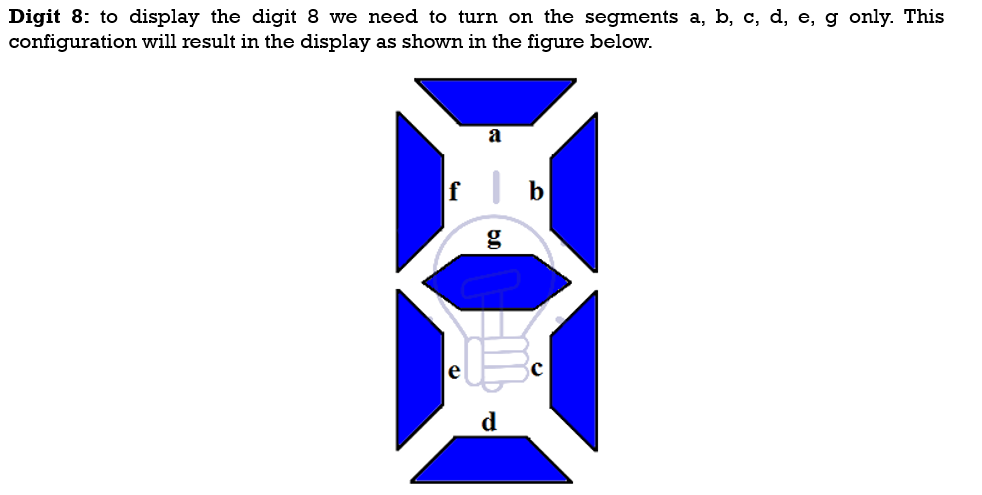 Digit 8: to display the digit 8 we need to turn on the segments a, b, c, d, e, g only. This
configuration will result in the display as shown in the figure below.
a
f b
g
e c
d